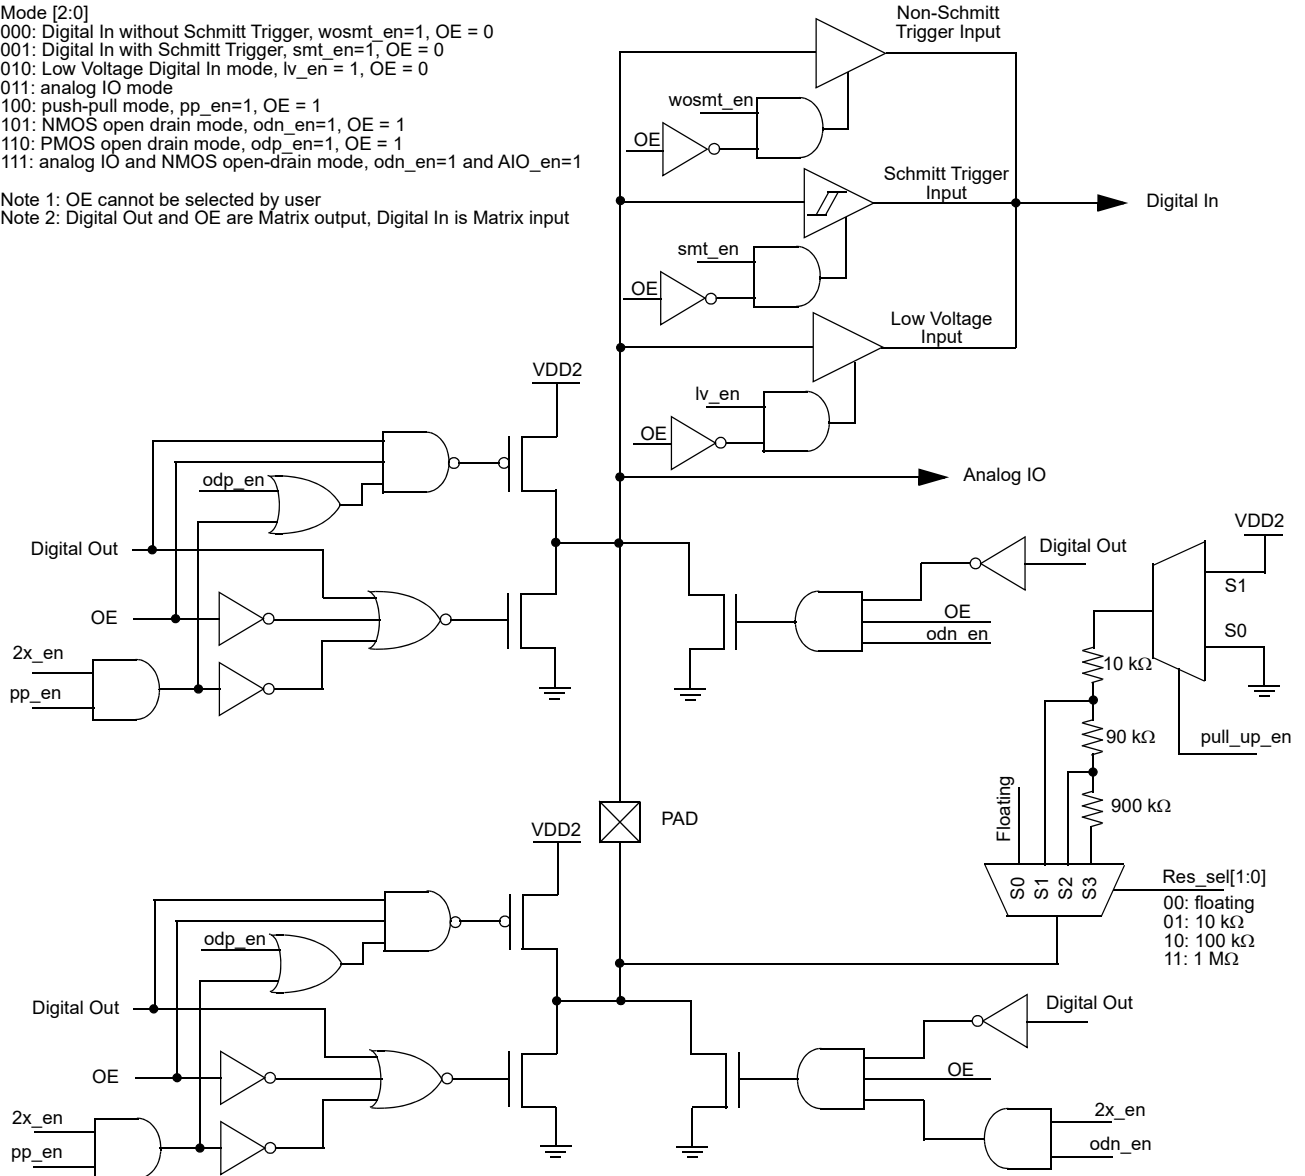 Mode [2:0]
000: Digital In without Schmitt Trigger, wosmt_en=1, OE = 0
001: Digital In with Schmitt Trigger, smt_en=1, OE = 0
010: Low Voltage Digital In mode, lv_en = 1, OE = 0
011: analog IO mode
100: push-pull mode, pp_en=1, OE = 1
101: NMOS open drain mode, odn_en=1, OE = 1
110: PMOS open drain mode, odp_en=1, OE = 1
111: analog IO and NMOS open-drain mode, odn_en=1 and AIO_en=1
Note 1: OE cannot be selected by user
Note 2: Digital Out and OE are Matrix output, Digital In is Matrix input
Non-Schmitt
Trigger Input
wosmt_en
OE
Schmitt Trigger
Input
Digital In
smt_en
OE
Low Voltage
Input
lv_en
OE
Analog IO
VDD2
odp_en
Digital Out
OE
2x_en
pp_en
Digital Out
OE
odn_en
VDD2
S1
S0
pull_up_en
10 kΩ
90 kΩ
900 kΩ
Floating
S0
S1
S2
S3
Res_sel[1:0]
00: floating
01: 10 kΩ
10: 100 kΩ
11: 1 MΩ
PAD
VDD2
odp_en
Digital Out
OE
2x_en
pp_en
Digital Out
OE
2x_en
odn_en